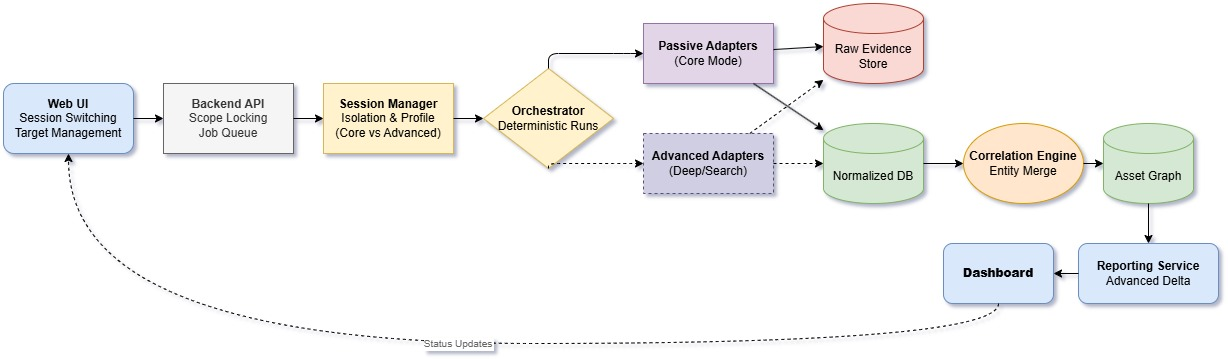 Web UI
Session Switching
Target Management
Backend API
Scope Locking
Job Queue
Session Manager
Isolation & Profile
(Core vs Advanced)
Orchestrator
Deterministic Runs
Passive Adapters
(Core Mode)
Raw Evidence
Store
Advanced Adapters
(Deep/Search)
Normalized DB
Correlation Engine
Entity Merge
Asset Graph
Reporting Service
Advanced Delta
Dashboard
Status Updates